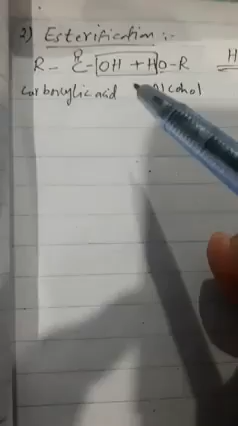 2) Esterification :-
O
R - C - OH + HO - R H
Carboxylic acid alcohol